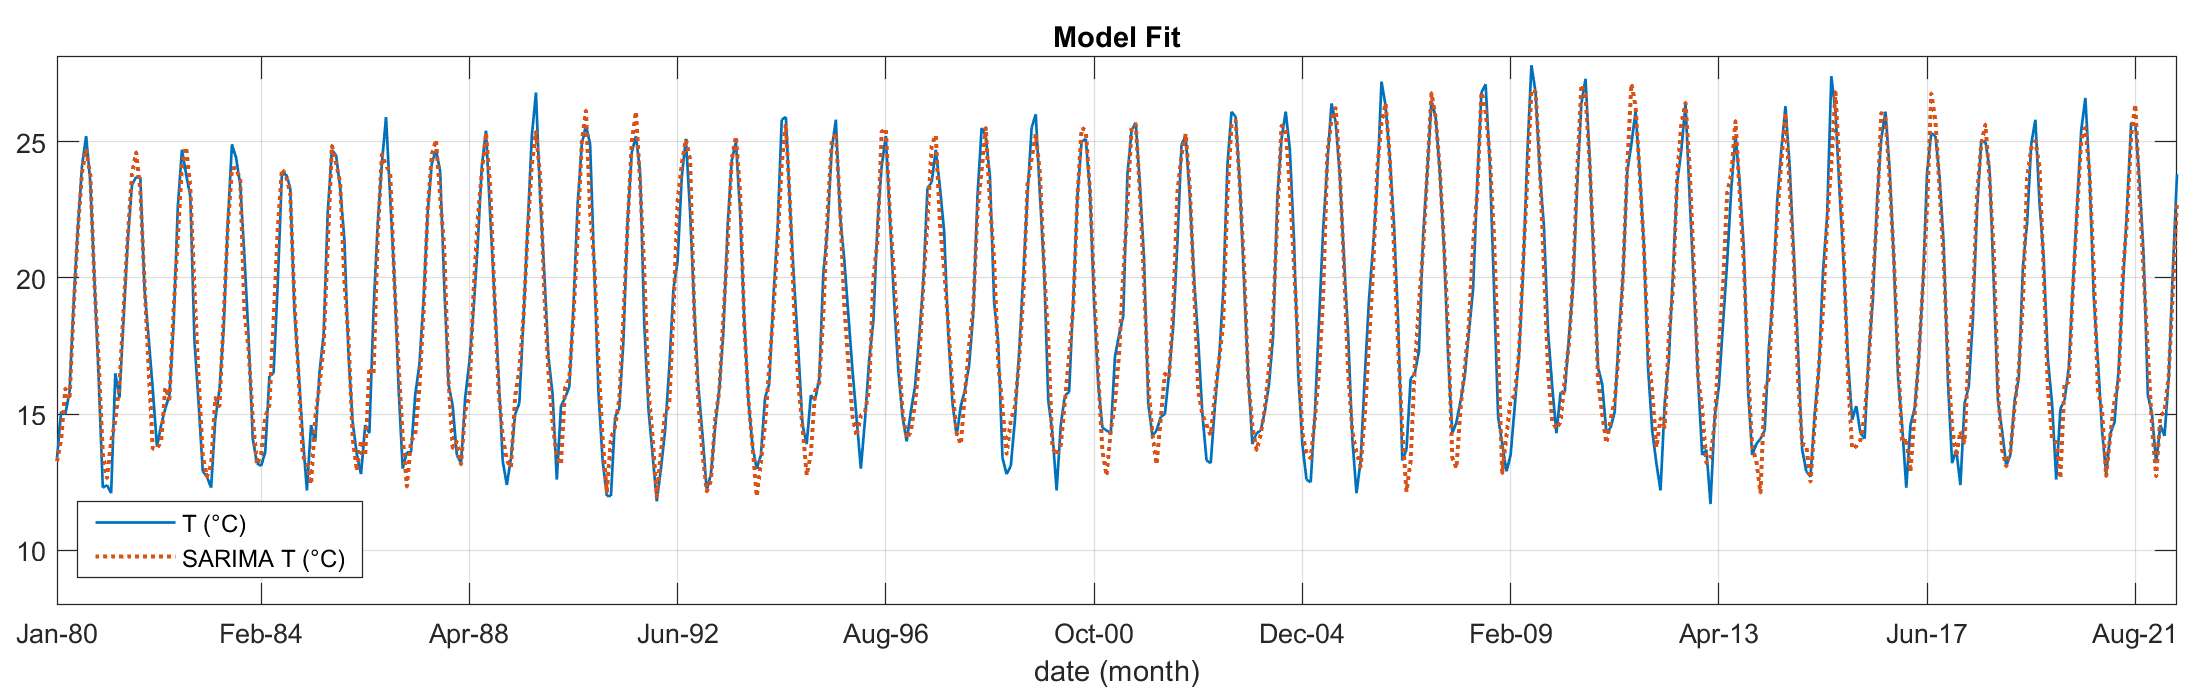 Model Fit
25
20
15
10
T (°C)
SARIMA T (°C)
Jan-80 Feb-84 Apr-88 Jun-92 Aug-96 Oct-00 Dec-04 Feb-09 Apr-13 Jun-17 Aug-21
date (month)